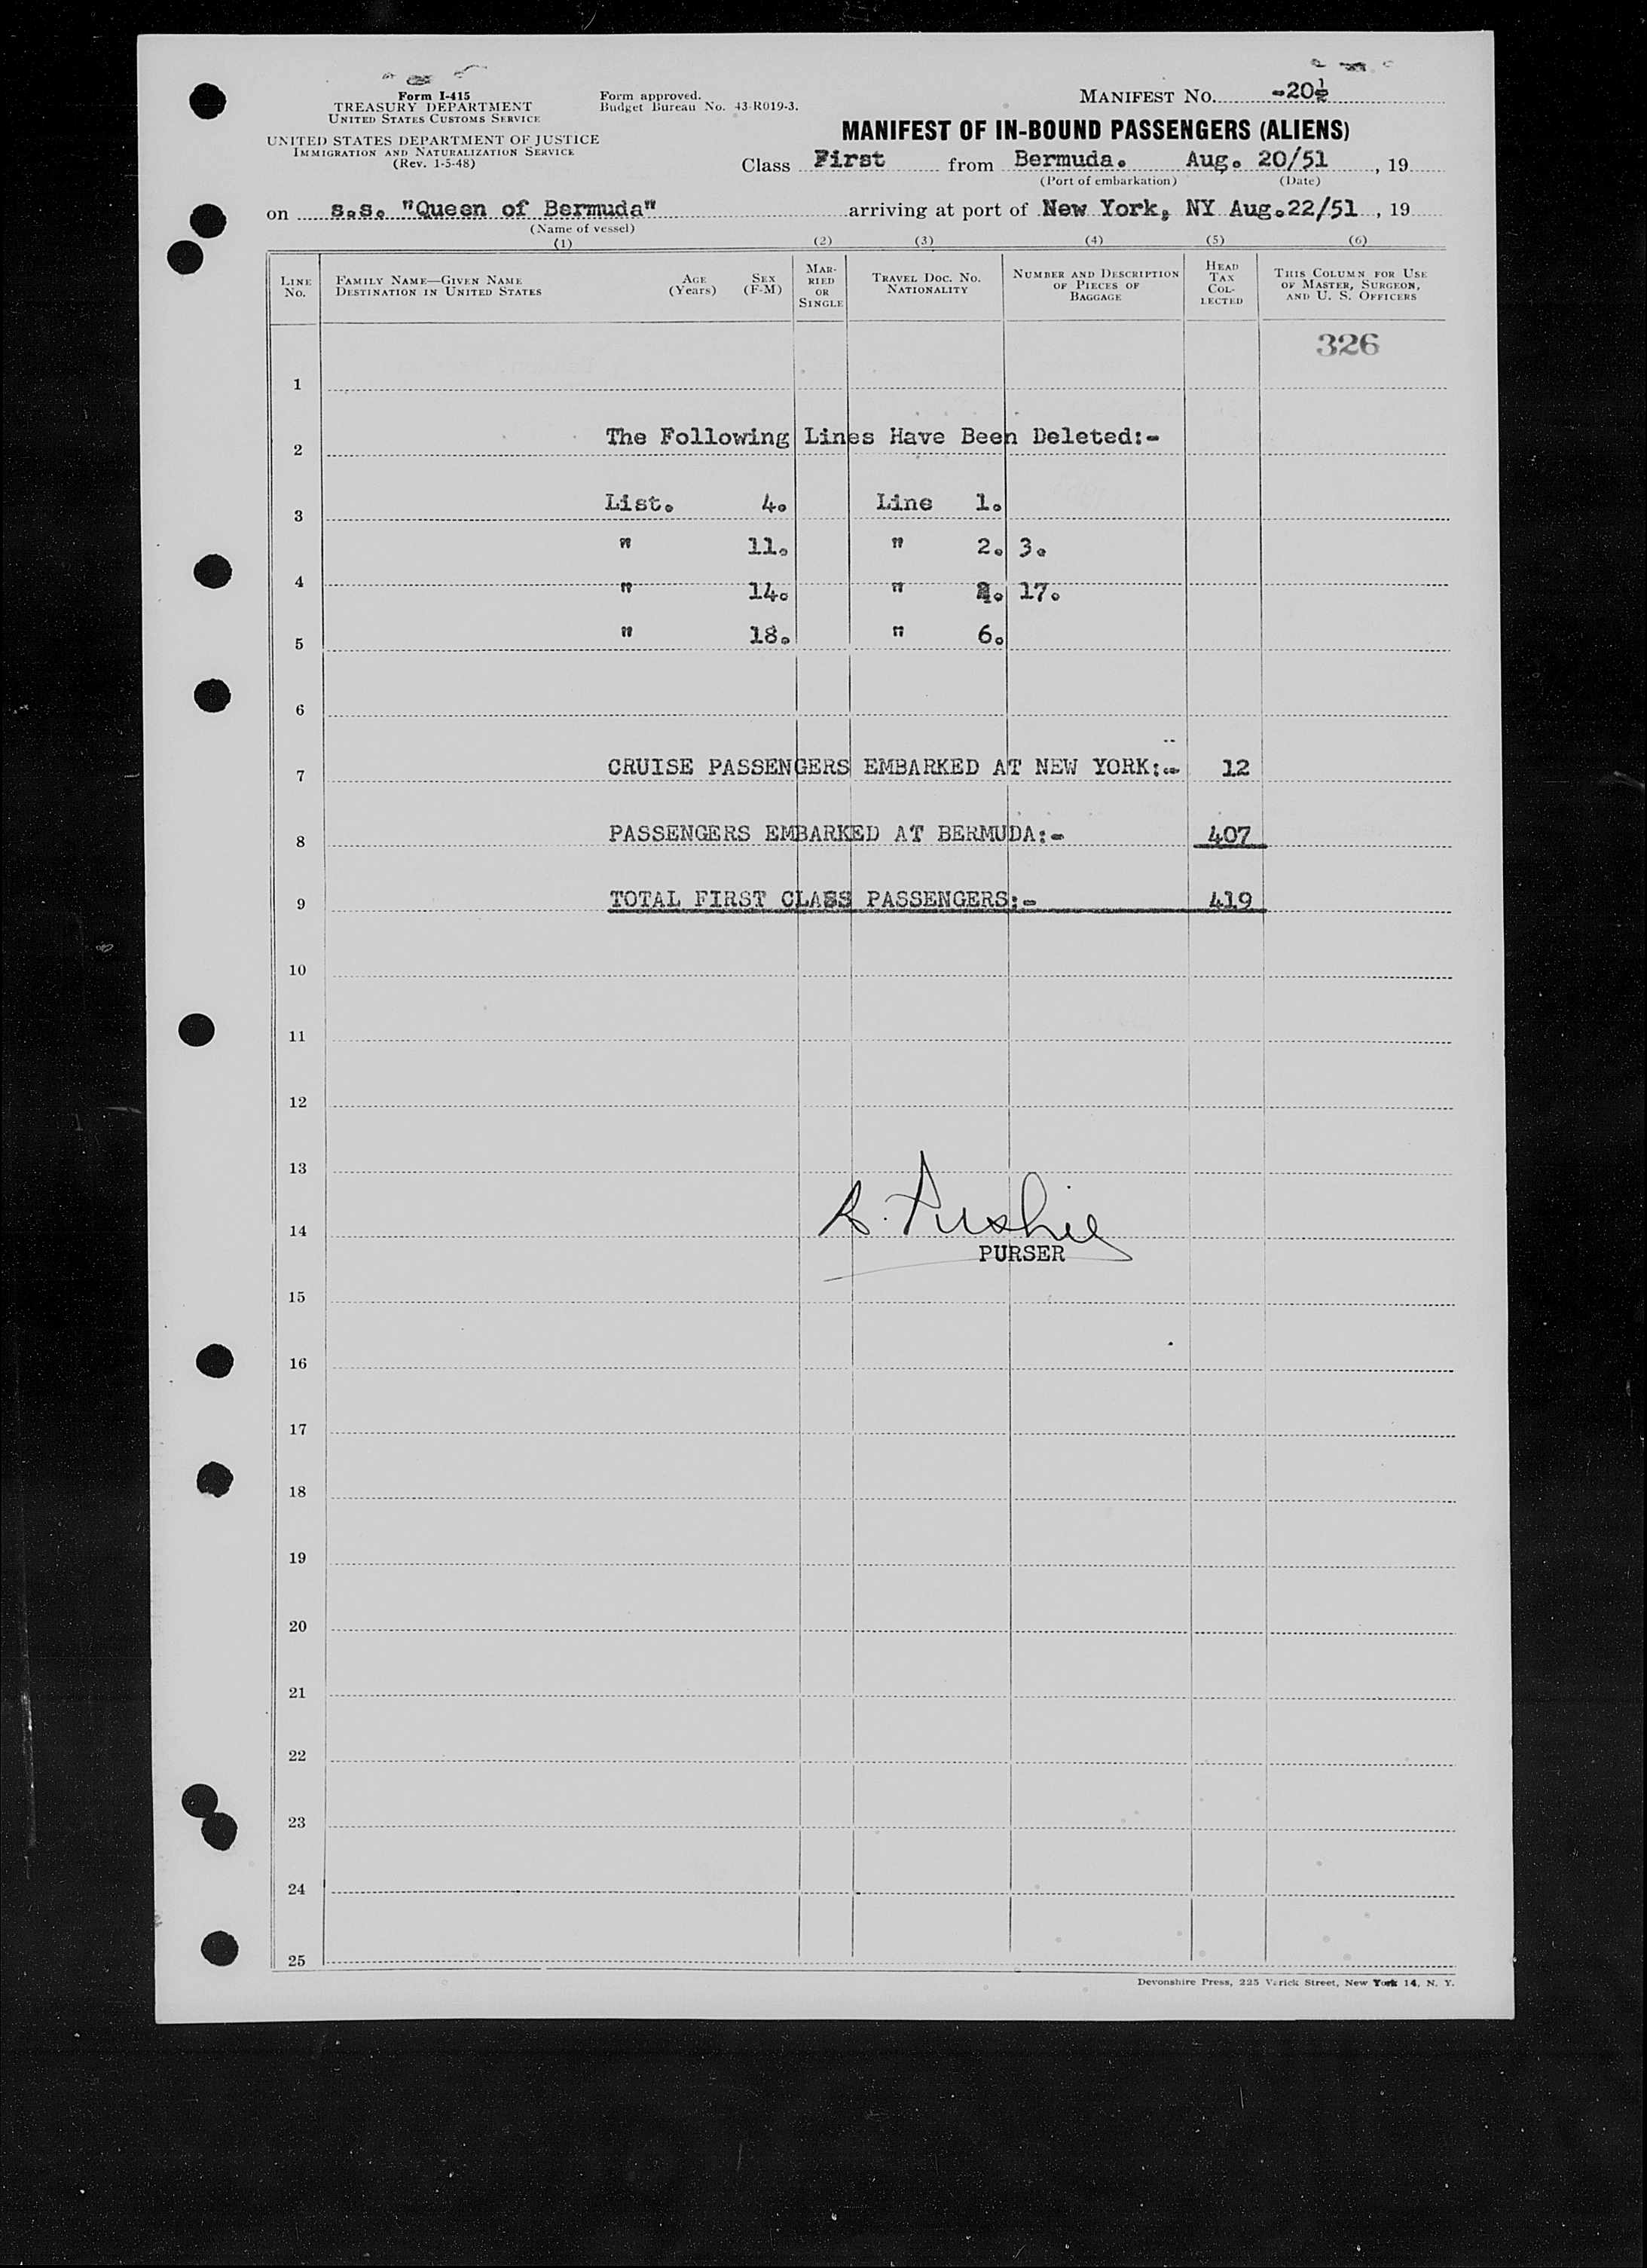 Form I-415
TREASURY DEPARTMENT
UNITED STATES CUSTOMS SERVICE
UNITED STATES DEPARTMENT OF JUSTICE
IMMIGRATION AND NATURALIZATION SERVICE
(Rev. 1-5-48)
Form approved.
Budget Bureau No. 43-R019-3.
MANIFEST NO. -20½
MANIFEST OF IN-BOUND PASSENGERS (ALIENS)
Class First from Bermuda. Aug. 20/51, 19
(Port of embarkation) (Date)
on s.s. "Queen of Bermuda" arriving at port of New York, NY Aug.22/51, 19
(Name of vessel)
(1) (2) (3) (4) (5) (6)
LINE No.
FAMILY NAME—GIVEN NAME
DESTINATION IN UNITED STATES
AGE (Years)
SEX (F-M)
MAR-
RIED
OR
SINGLE
TRAVEL DOC. NO.
NATIONALITY
NUMBER AND DESCRIPTION
OF PIECES OF
BAGGAGE
HEAD
TAX
COL-
LECTED
THIS COLUMN FOR USE
OF MASTER, SURGEON,
AND U. S. OFFICERS
326
1
2 The Following Lines Have Been Deleted:-
3 List. 4. Line 1.
" 11. " 2. 3.
4
" 14. " 17.
5 " 18. " 6.
6
7 CRUISE PASSENGERS EMBARKED AT NEW YORK:- 12
8 PASSENGERS EMBARKED AT BERMUDA:- 407
9 TOTAL FIRST CLASS PASSENGERS:- 419
10
11
12
13
14
PURSER
15
16
17
18
19
20
21
22
23
24
25
Devonshire Press, 225 Varick Street, New York 14, N. Y.